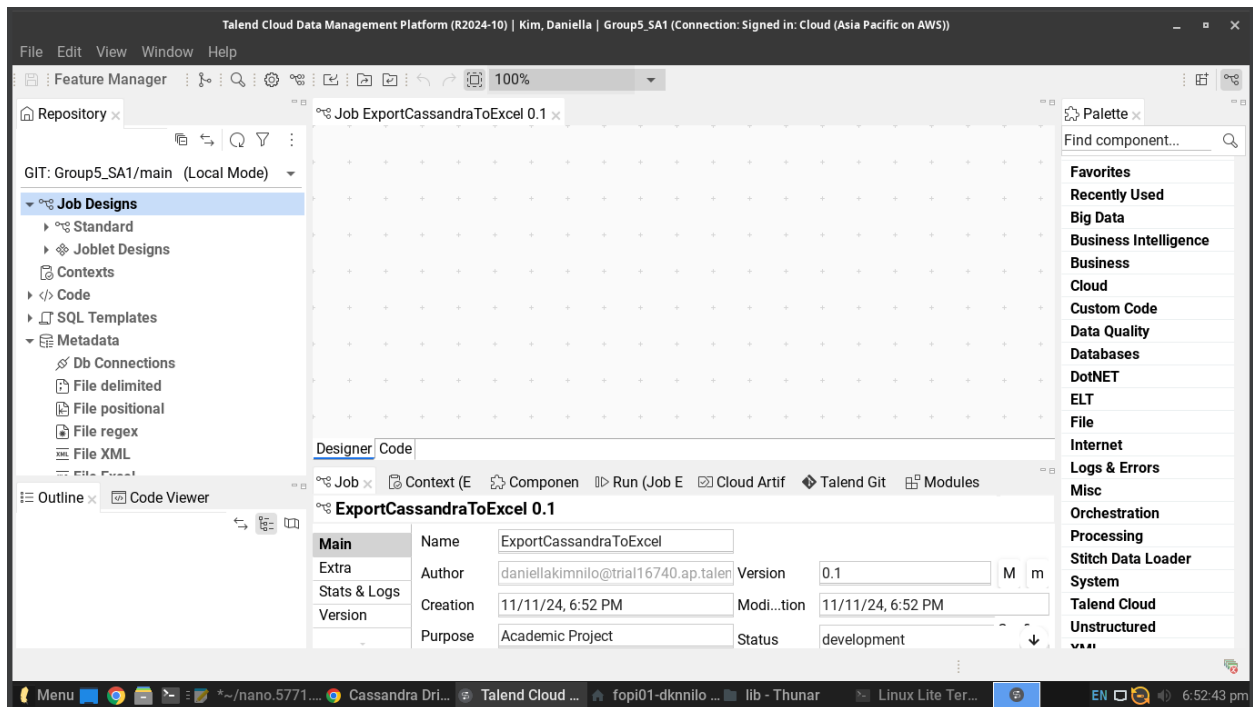 Talend Cloud Data Management Platform (R2024-10) | Kim, Daniella | Group5_SA1 (Connection: Signed in: Cloud (Asia Pacific on AWS))
File Edit View Window Help
Feature Manager 100%
Repository
GIT: Group5_SA1/main (Local Mode)
Job Designs
Standard
Joblet Designs
Contexts
Code
SQL Templates
Metadata
Db Connections
File delimited
File positional
File regex
File XML
File Excel
Outline Code Viewer
Job ExportCassandraToExcel 0.1
Designer Code
Job Context (E Componen Run (Job E Cloud Artif Talend Git Modules
ExportCassandraToExcel 0.1
Main
Extra
Stats & Logs
Version
Name ExportCassandraToExcel
Author daniellakimnilo@trial16740.ap.talen Version 0.1 M m
Creation 11/11/24, 6:52 PM Modi...tion 11/11/24, 6:52 PM
Purpose Academic Project Status development
Palette
Find component...
Favorites
Recently Used
Big Data
Business Intelligence
Business
Cloud
Custom Code
Data Quality
Databases
DotNET
ELT
File
Internet
Logs & Errors
Misc
Orchestration
Processing
Stitch Data Loader
System
Talend Cloud
Unstructured
XML
Menu *~/nano.5771.... Cassandra Dri... Talend Cloud ... fopi01-dknnilo ... lib - Thunar Linux Lite Ter... EN 6:52:43 pm